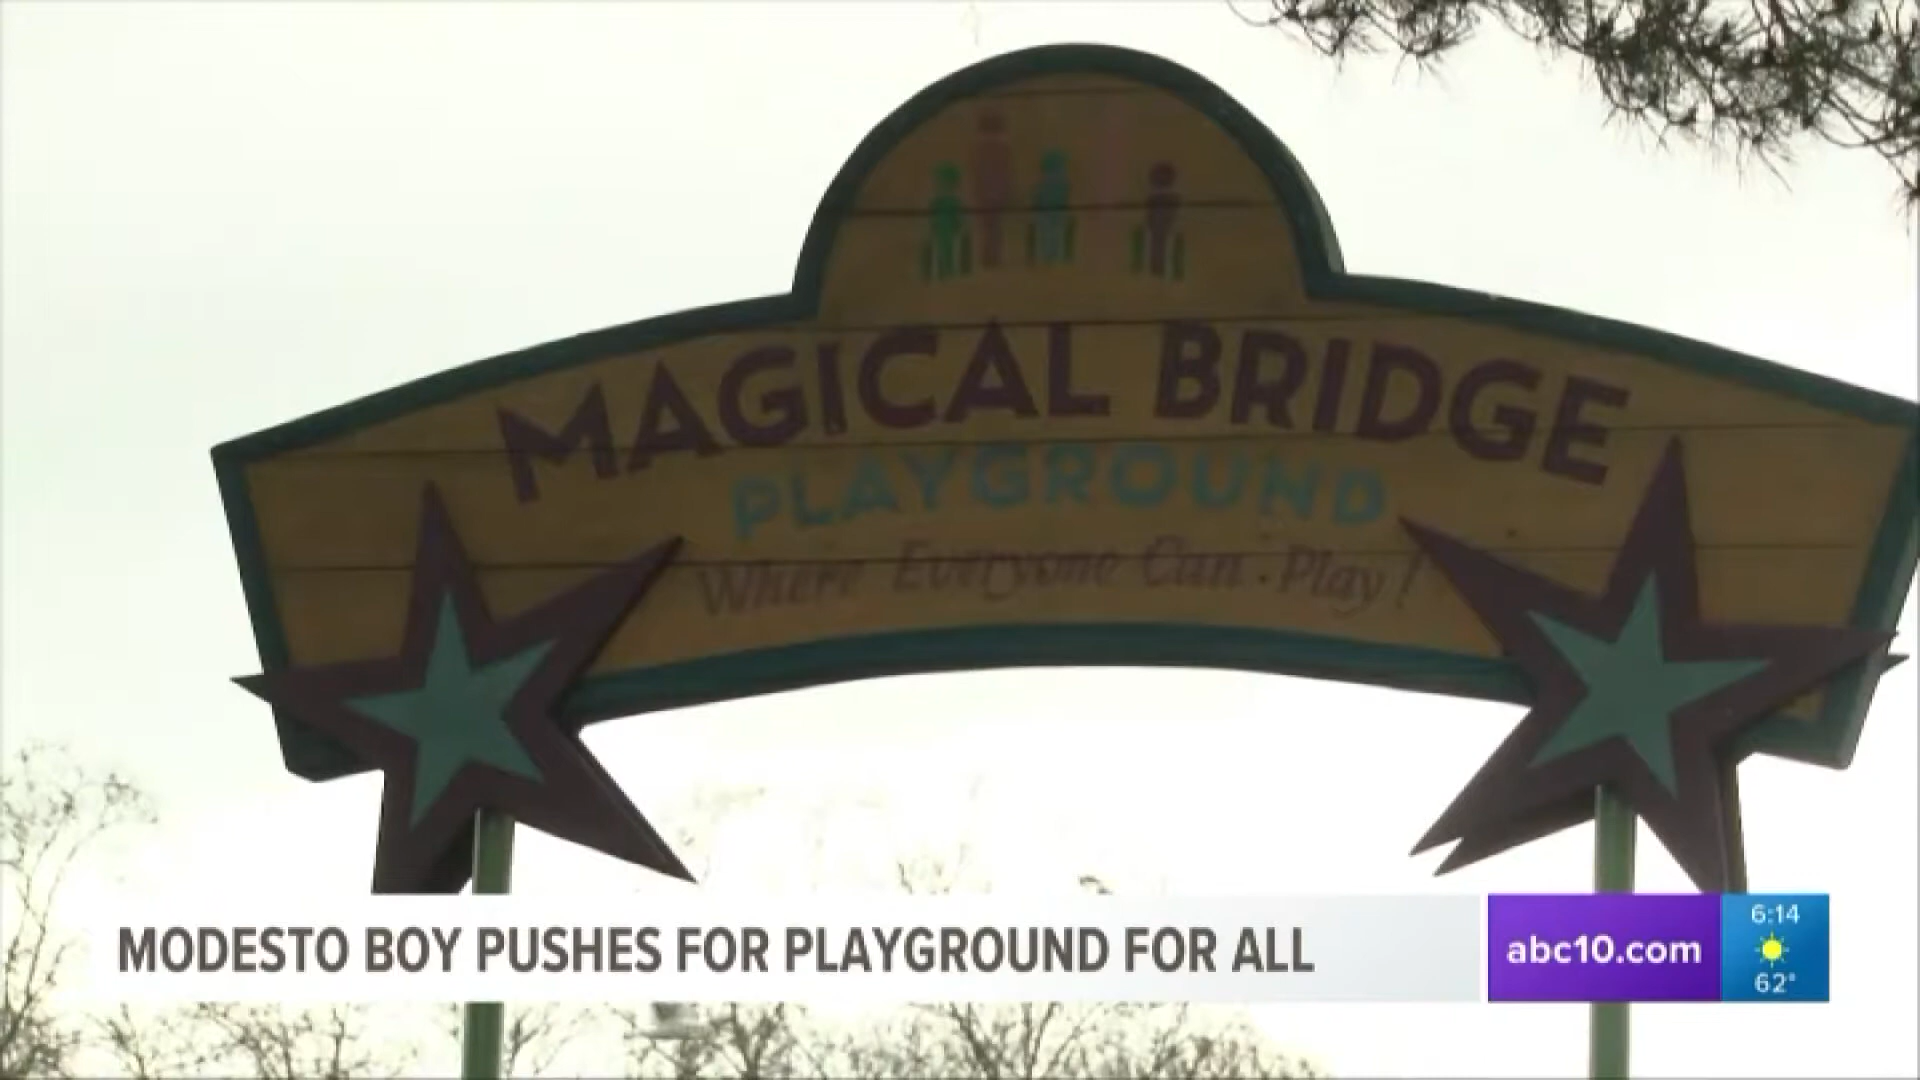 MAGICAL BRIDGE
PLAYGROUND
Where Everyone Can Play!
MODESTO BOY PUSHES FOR PLAYGROUND FOR ALL
abc10.com
6:14
62°